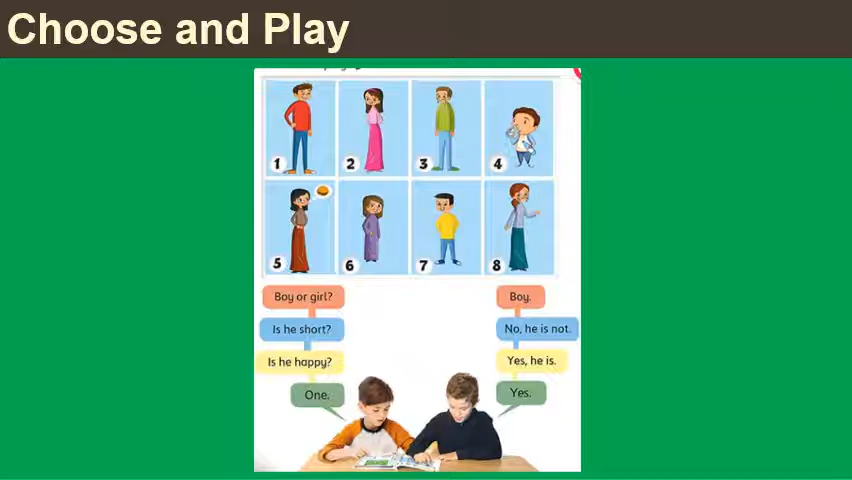 Choose and Play
1
2
3
4
5
6
7
8
Boy or girl?
Boy.
Is he short?
No, he is not.
Is he happy?
Yes, he is.
One.
Yes.